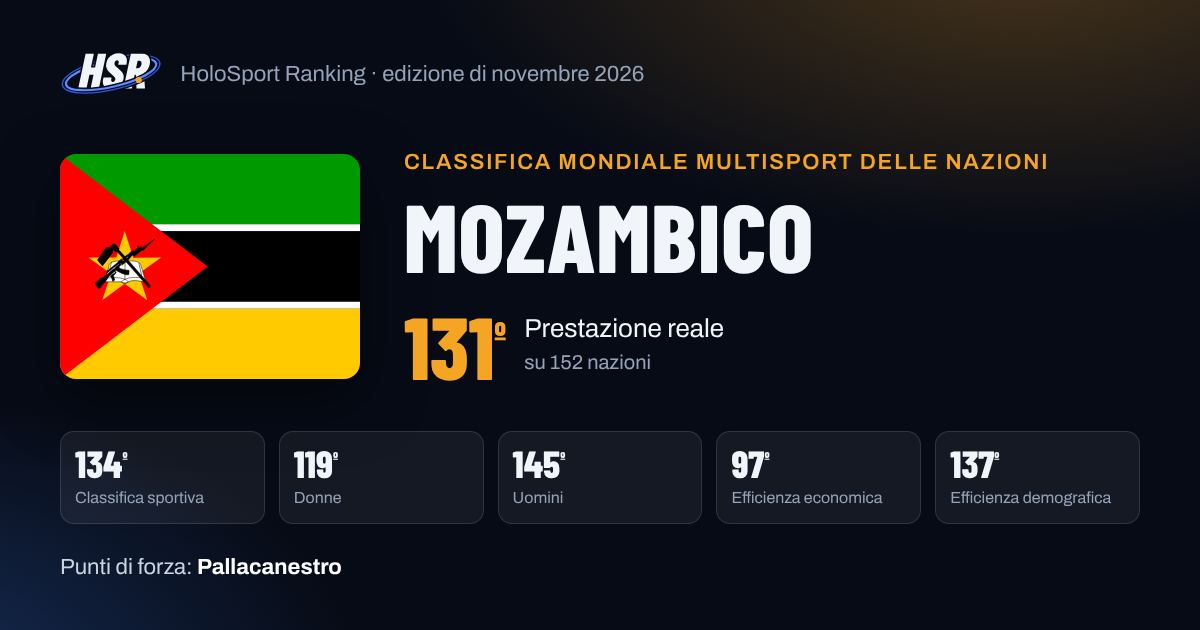 HSR
HoloSport Ranking · edizione di novembre 2026
CLASSIFICA MONDIALE MULTISPORT DELLE NAZIONI
MOZAMBICO
131º
Prestazione reale
su 152 nazioni
134º
Classifica sportiva
119º
Donne
145º
Uomini
97º
Efficienza economica
137º
Efficienza demografica
Punti di forza: Pallacanestro